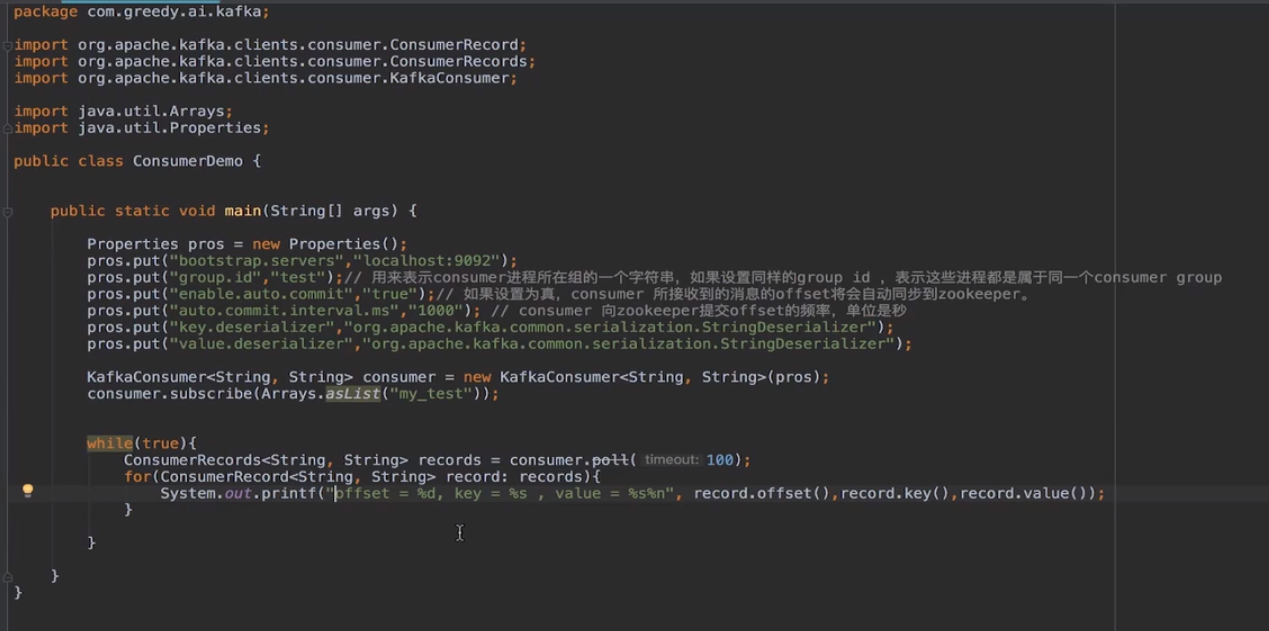 package com.greedy.ai.kafka;
import org.apache.kafka.clients.consumer.ConsumerRecord;
import org.apache.kafka.clients.consumer.ConsumerRecords;
import org.apache.kafka.clients.consumer.KafkaConsumer;
import java.util.Arrays;
import java.util.Properties;
public class ConsumerDemo {
public static void main(String[] args) {
Properties pros = new Properties();
pros.put("bootstrap.servers","localhost:9092");
pros.put("group.id","test");// 用来表示consumer进程所在组的一个字符串，如果设置同样的group id ，表示这些进程都是属于同一个consumer group
pros.put("enable.auto.commit","true");// 如果设置为真，consumer 所接收到的消息的offset将会自动同步到zookeeper。
pros.put("auto.commit.interval.ms","1000"); // consumer 向zookeeper提交offset的频率，单位是秒
pros.put("key.deserializer","org.apache.kafka.common.serialization.StringDeserializer");
pros.put("value.deserializer","org.apache.kafka.common.serialization.StringDeserializer");
KafkaConsumer<String, String> consumer = new KafkaConsumer<String, String>(pros);
consumer.subscribe(Arrays.asList("my_test"));
while(true){
ConsumerRecords<String, String> records = consumer.poll( timeout: 100);
for(ConsumerRecord<String, String> record: records){
System.out.printf("offset = %d, key = %s , value = %s%n", record.offset(),record.key(),record.value());
}
}
}
}